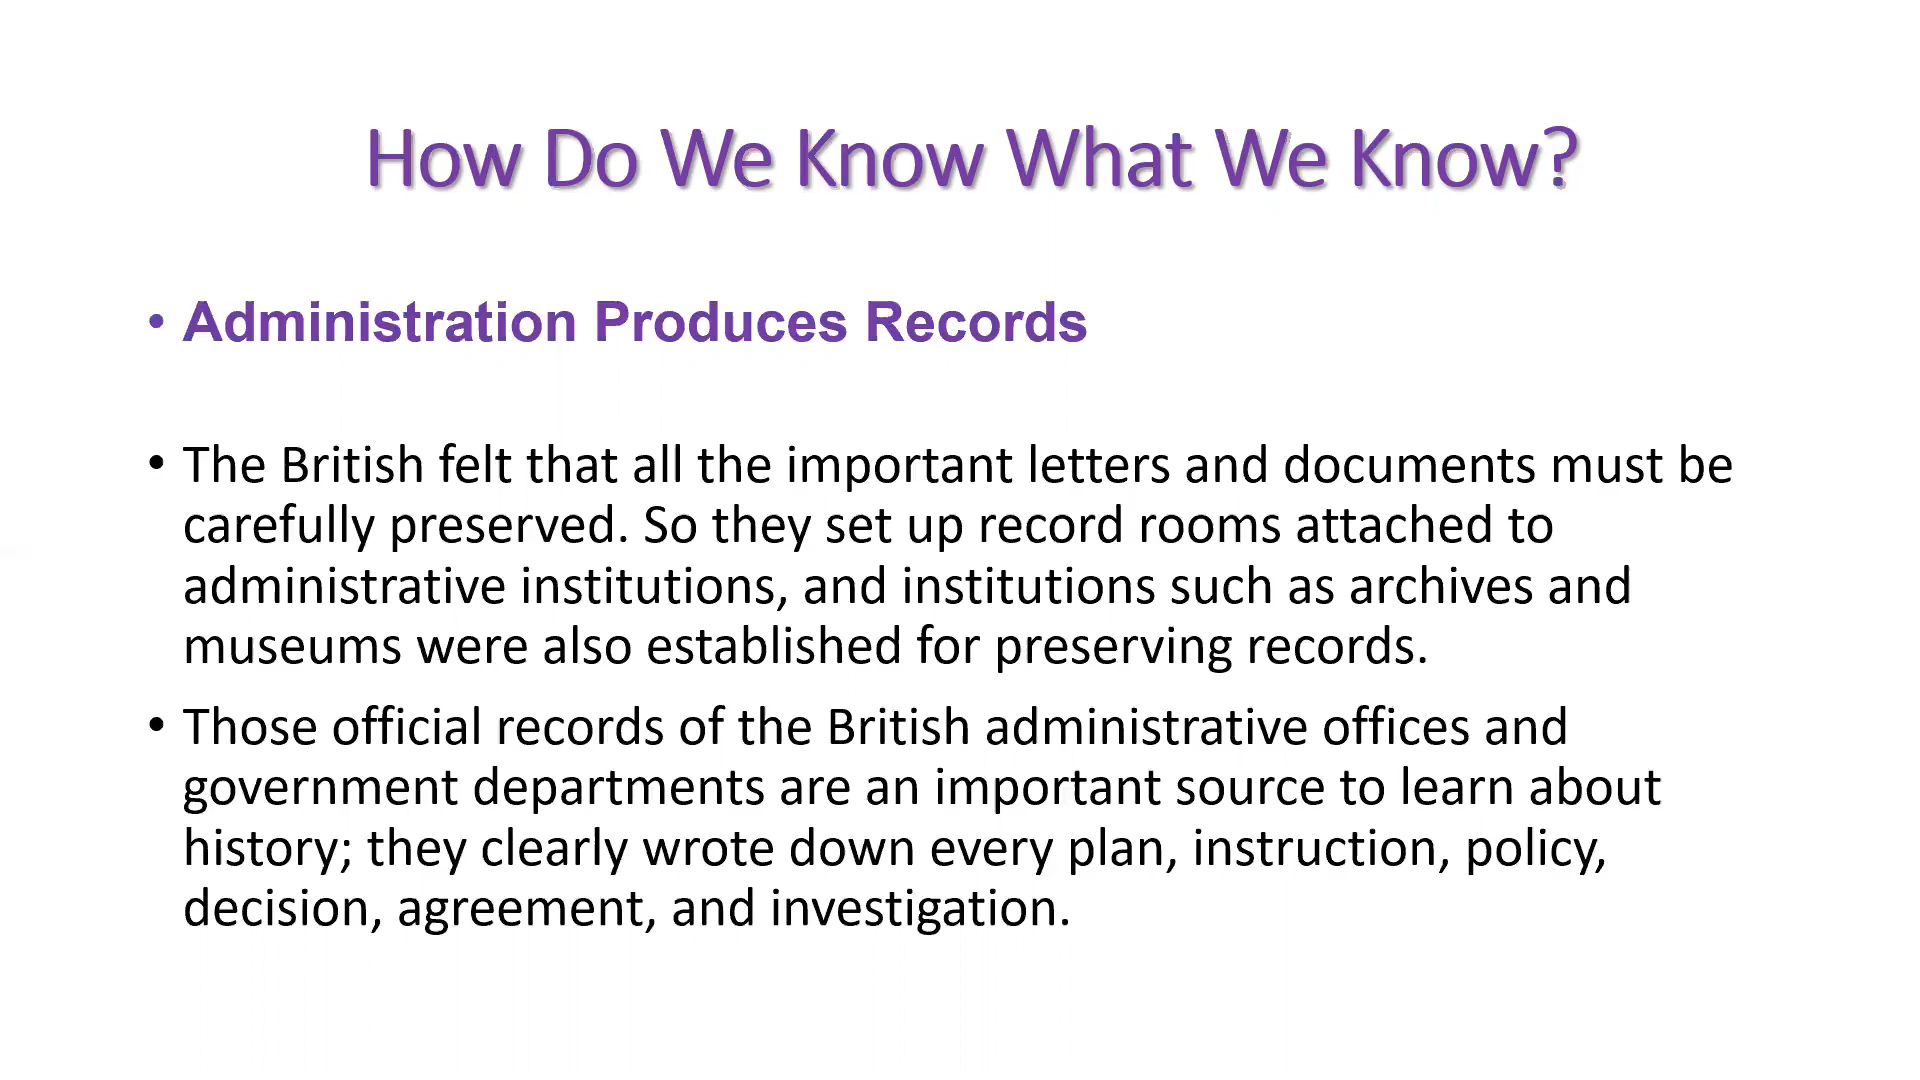 How Do We Know What We Know?
• Administration Produces Records
• The British felt that all the important letters and documents must be
carefully preserved. So they set up record rooms attached to
administrative institutions, and institutions such as archives and
museums were also established for preserving records.
• Those official records of the British administrative offices and
government departments are an important source to learn about
history; they clearly wrote down every plan, instruction, policy,
decision, agreement, and investigation.